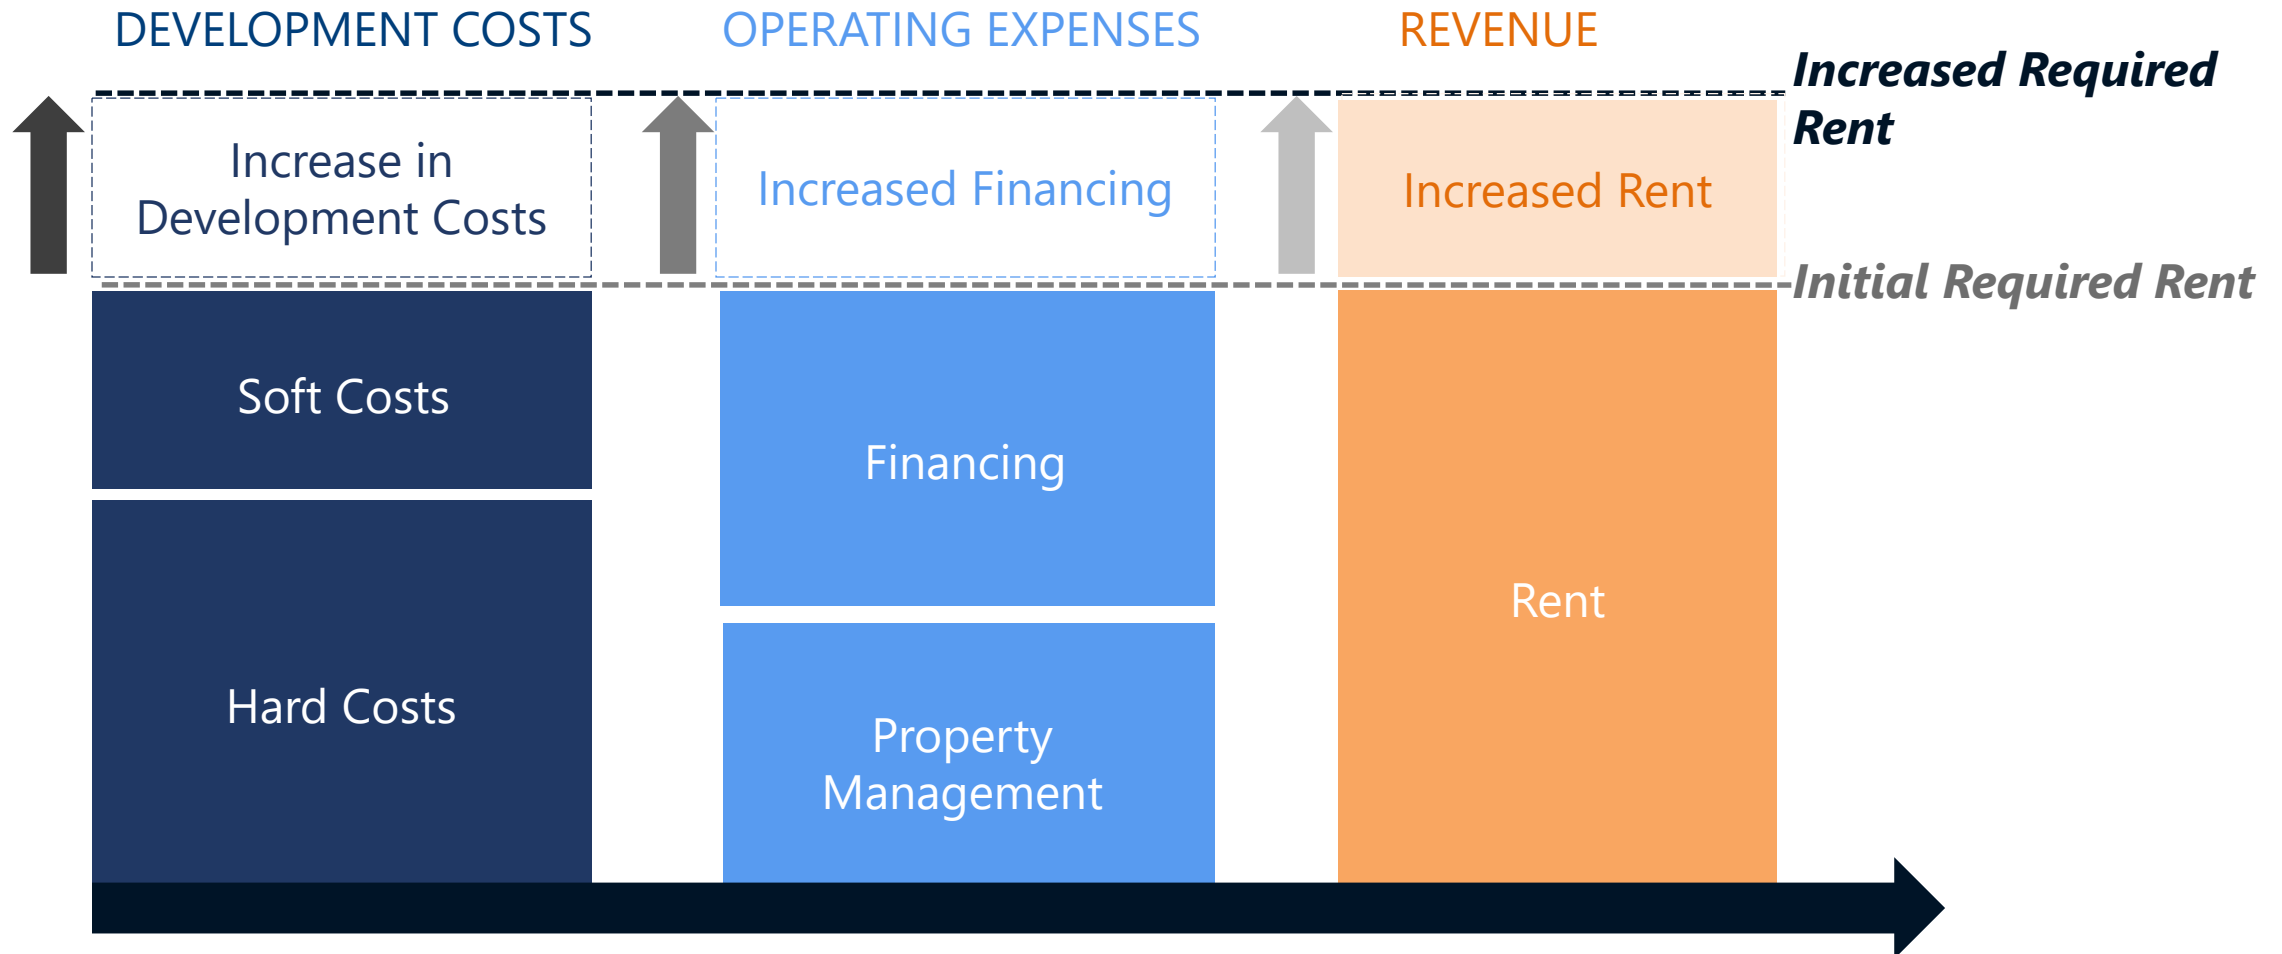 DEVELOPMENT COSTS
OPERATING EXPENSES
REVENUE
Increased Required
Rent
Increase in
Development Costs
Increased Financing
Increased Rent
Initial Required Rent
Soft Costs
Financing
Rent
Hard Costs
Property
Management